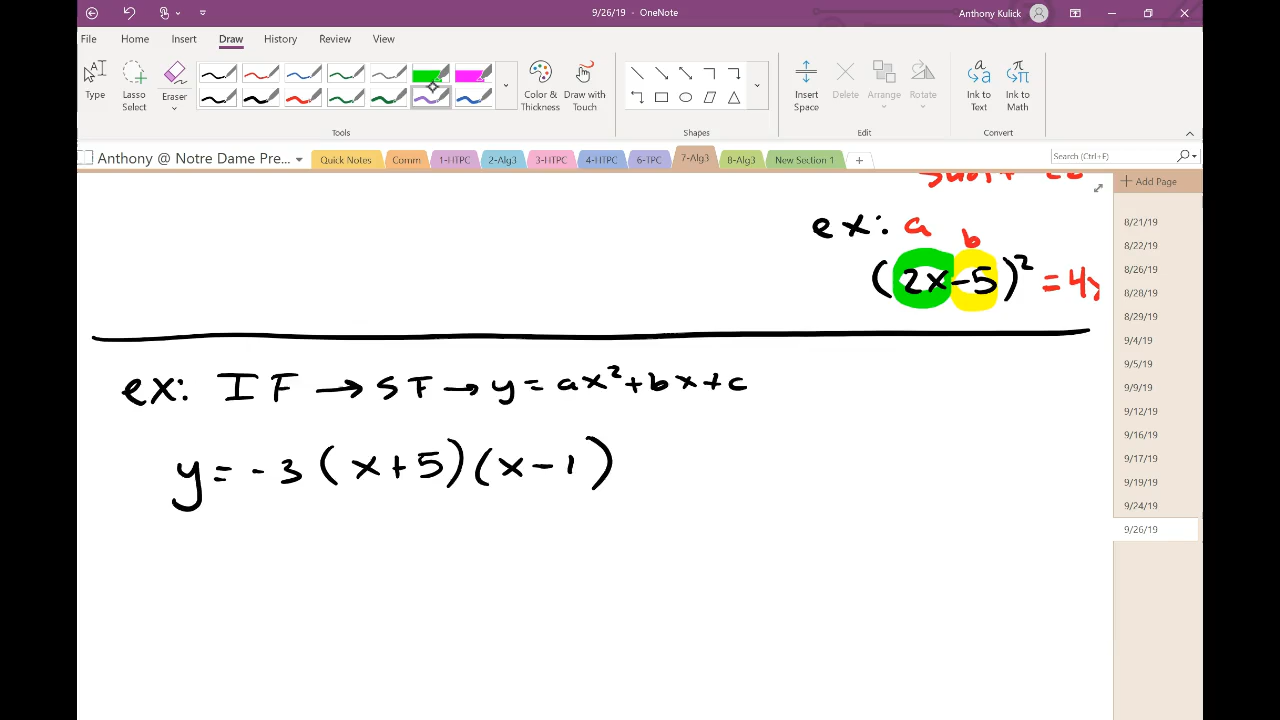 9/26/19 - OneNote
Anthony Kulick
File Home Insert Draw History Review View
Type
Lasso Select
Eraser
Color & Thickness
Draw with Touch
Insert Space
Delete
Arrange
Rotate
Ink to Text
Ink to Math
Tools
Shapes
Edit
Convert
Anthony @ Notre Dame Pre... Quick Notes Comm 1-HTPC 2-Alg3 3-HTPC 4-HTPC 6-TPC 7-Alg3 8-Alg3 New Section 1 +
Search (Ctrl+F)
+ Add Page
8/21/19
8/22/19
8/26/19
8/28/19
8/29/19
9/4/19
9/5/19
9/9/19
9/12/19
9/16/19
9/17/19
9/19/19
9/24/19
9/26/19
ex: a b
(2x-5)² = 4x
ex: IF → SF → y = ax² + bx + c
y = -3(x+5)(x-1)